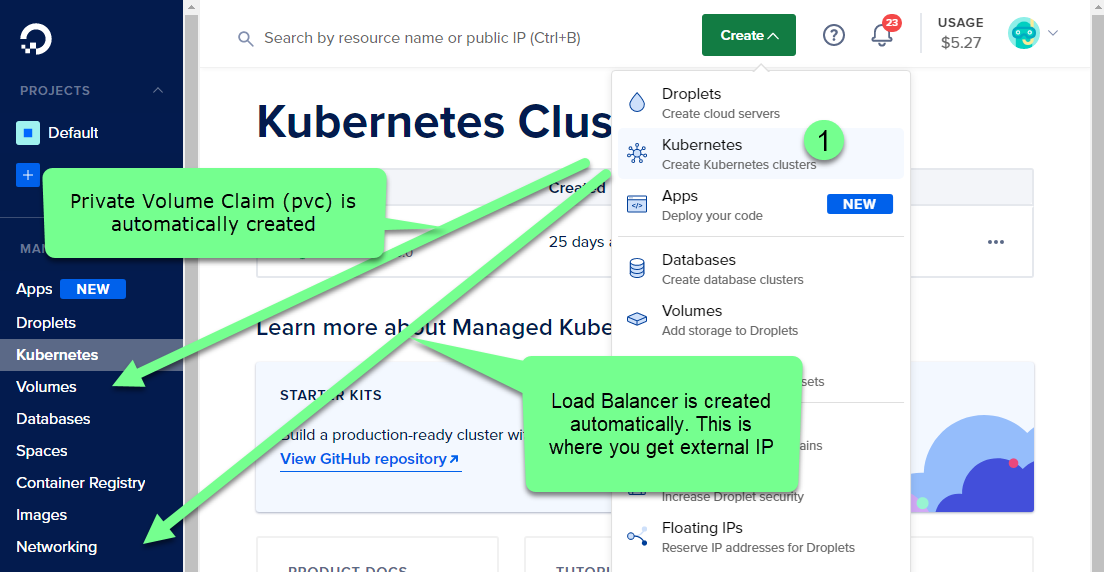 Search by resource name or public IP (Ctrl+B)
Create
23
USAGE
$5.27
PROJECTS
Default
MAN
Apps NEW
Droplets
Kubernetes
Volumes
Databases
Spaces
Container Registry
Images
Networking
Kubernetes Clus
Created
25 days a
Private Volume Claim (pvc) is
automatically created
Learn more about Managed Kube
STARTER KITS
Build a production-ready cluster wi
View GitHub repository
PRODUCT DOCS
TUTORI
Droplets
Create cloud servers
Kubernetes
Create Kubernetes clusters
1
Apps
Deploy your code
NEW
Databases
Create database clusters
Volumes
Add storage to Droplets
sets
Load Balancer is created
automatically. This is
where you get external IP
ains
Increase Droplet security
Floating IPs
Reserve IP addresses for Droplets